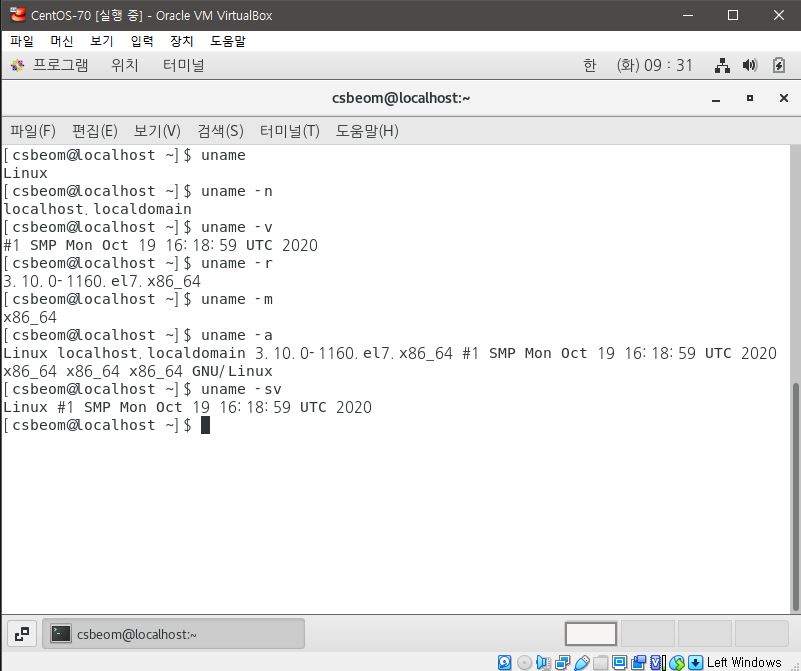 CentOS-70 [실행 중] - Oracle VM VirtualBox
파일 머신 보기 입력 장치 도움말
프로그램 위치 터미널 한 (화) 09 : 31
csbeom@localhost:~
파일(F) 편집(E) 보기(V) 검색(S) 터미널(T) 도움말(H)
[csbeom@localhost ~]$ uname
Linux
[csbeom@localhost ~]$ uname -n
localhost.localdomain
[csbeom@localhost ~]$ uname -v
#1 SMP Mon Oct 19 16:18:59 UTC 2020
[csbeom@localhost ~]$ uname -r
3.10.0-1160.el7.x86_64
[csbeom@localhost ~]$ uname -m
x86_64
[csbeom@localhost ~]$ uname -a
Linux localhost.localdomain 3.10.0-1160.el7.x86_64 #1 SMP Mon Oct 19 16:18:59 UTC 2020
x86_64 x86_64 x86_64 GNU/Linux
[csbeom@localhost ~]$ uname -sv
Linux #1 SMP Mon Oct 19 16:18:59 UTC 2020
[csbeom@localhost ~]$
csbeom@localhost:~
Left Windows